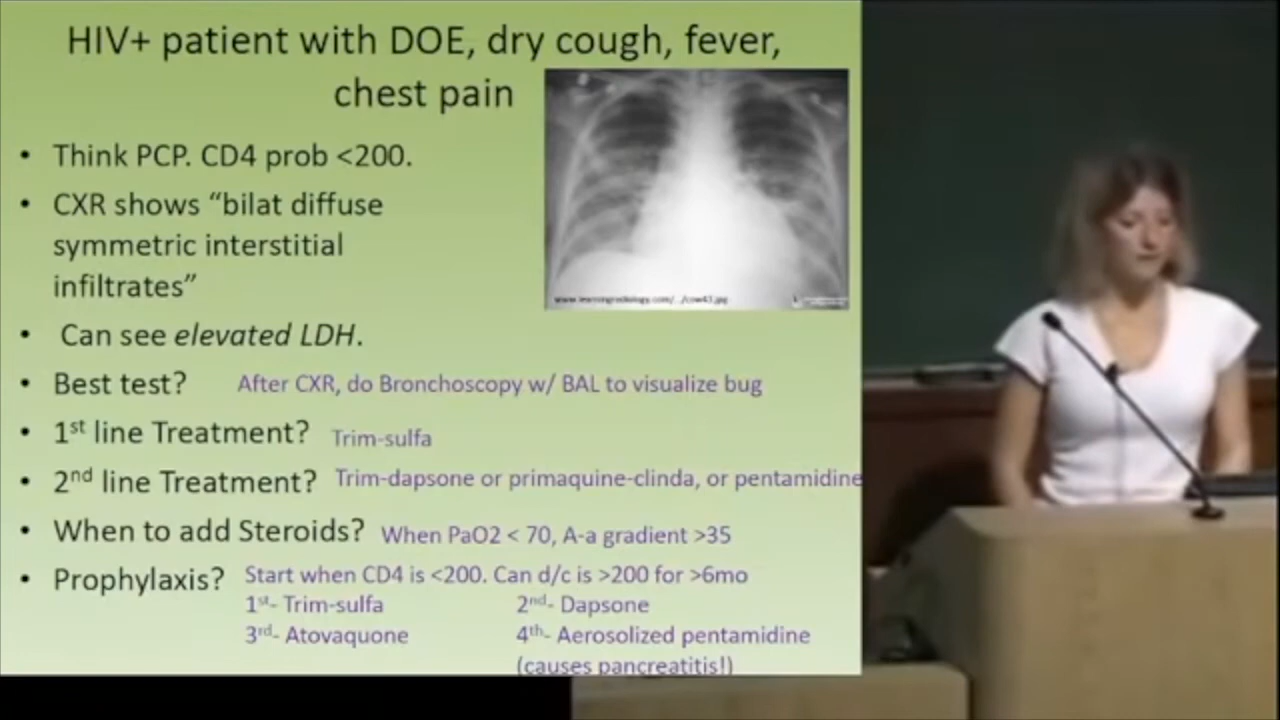 HIV+ patient with DOE, dry cough, fever,
chest pain
• Think PCP. CD4 prob <200.
• CXR shows “bilat diffuse
symmetric interstitial
infiltrates”
• Can see elevated LDH.
• Best test? After CXR, do Bronchoscopy w/ BAL to visualize bug
• 1st line Treatment? Trim-sulfa
• 2nd line Treatment? Trim-dapsone or primaquine-clinda, or pentamidine
• When to add Steroids? When PaO2 < 70, A-a gradient >35
• Prophylaxis? Start when CD4 is <200. Can d/c is >200 for >6mo
1st- Trim-sulfa 2nd- Dapsone
3rd- Atovaquone 4th- Aerosolized pentamidine
(causes pancreatitis!)